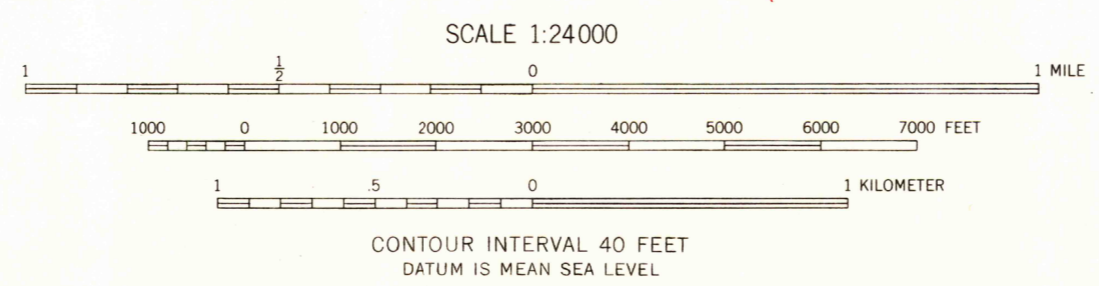 SCALE 1:24000
1 1/2 0 1 MILE
1000 0 1000 2000 3000 4000 5000 6000 7000 FEET
1 .5 0 1 KILOMETER
CONTOUR INTERVAL 40 FEET
DATUM IS MEAN SEA LEVEL